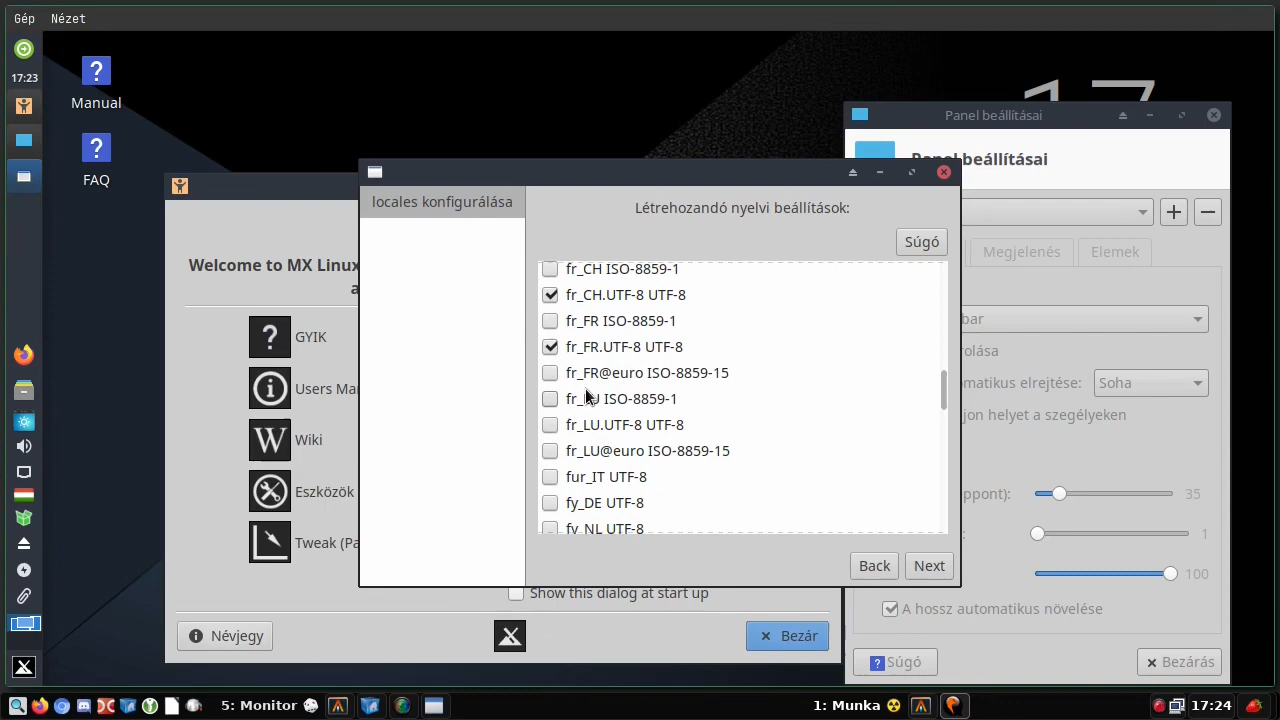 Gép Nézet
17:23
Manual
FAQ
17
Panel beállításai
Panel beállításai
Megjelenés
Elemek
bar
Soha
jon helyet a szegélyeken
35
1
100
A hossz automatikus növelése
Súgó
Bezárás
Welcome to MX Linux
a
GYIK
Users Ma
Wiki
Eszközök
Tweak (Pa
Show this dialog at start up
Névjegy
Bezár
locales konfigurálása
Létrehozandó nyelvi beállítások:
Súgó
fr_CH ISO-8859-1
fr_CH.UTF-8 UTF-8
fr_FR ISO-8859-1
fr_FR.UTF-8 UTF-8
fr_FR@euro ISO-8859-15
ISO-8859-1
fr_LU.UTF-8 UTF-8
fr_LU@euro ISO-8859-15
fur_IT UTF-8
fy_DE UTF-8
fy_NL UTF-8
Back Next
5: Monitor
1: Munka
17:24